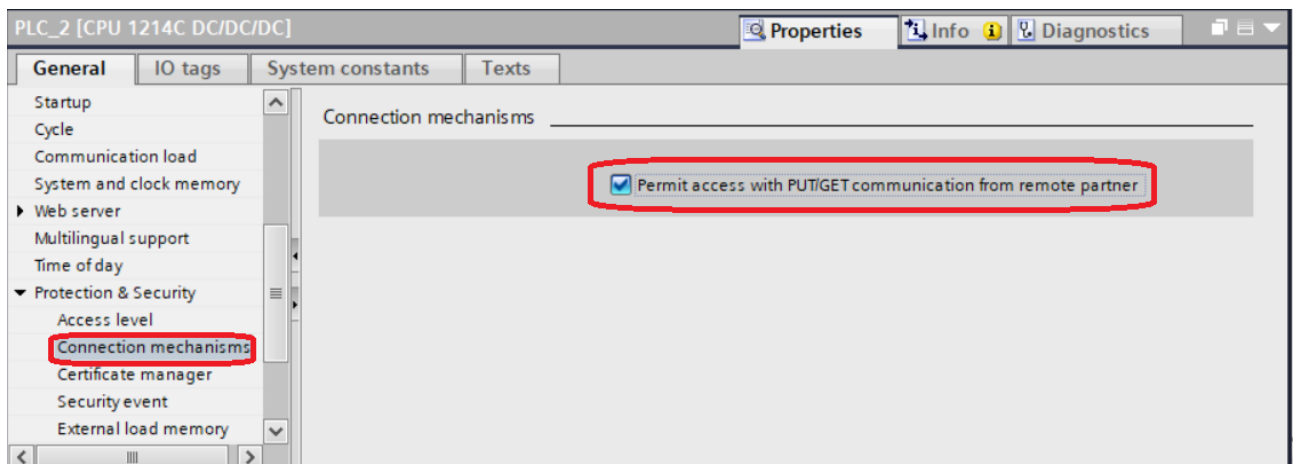 PLC_2 [CPU 1214C DC/DC/DC]
Properties
Info
Diagnostics
General
IO tags
System constants
Texts
Startup
Cycle
Communication load
System and clock memory
Web server
Multilingual support
Time of day
Protection & Security
Access level
Connection mechanisms
Certificate manager
Security event
External load memory
Connection mechanisms
Permit access with PUT/GET communication from remote partner